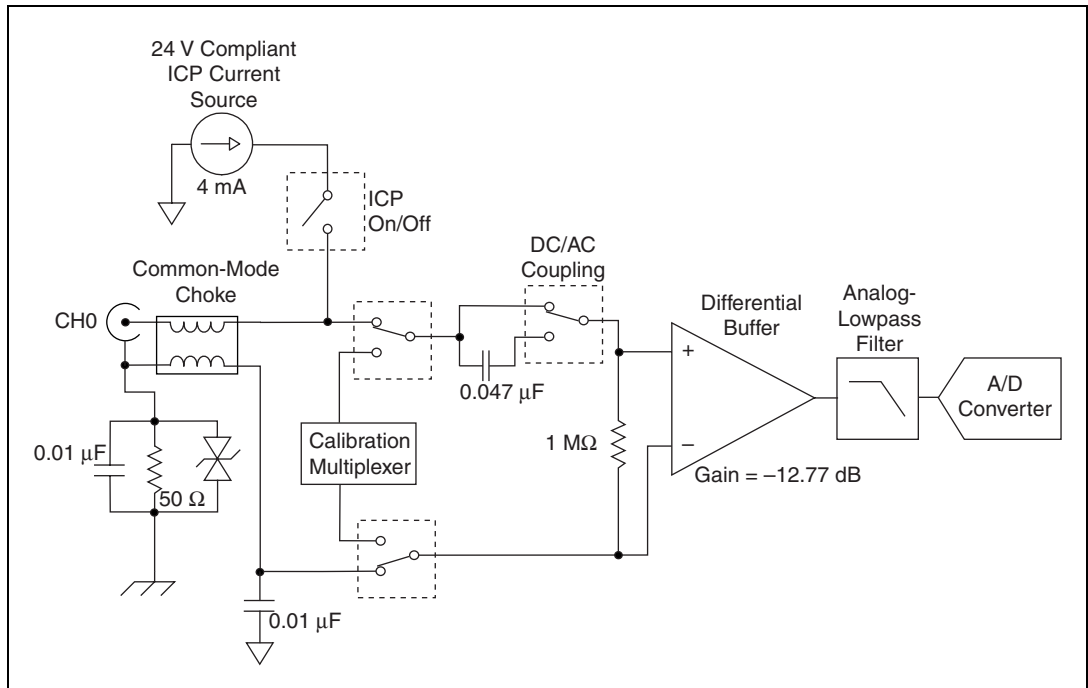 24 V Compliant
ICP Current
Source
4 mA
ICP
On/Off
DC/AC
Coupling
Common-Mode
Choke
CH0
Differential
Buffer
Analog-
Lowpass
Filter
+
A/D
Converter
0.047 μF
1 MΩ
–
Gain = –12.77 dB
Calibration
Multiplexer
0.01 μF
50 Ω
0.01 μF